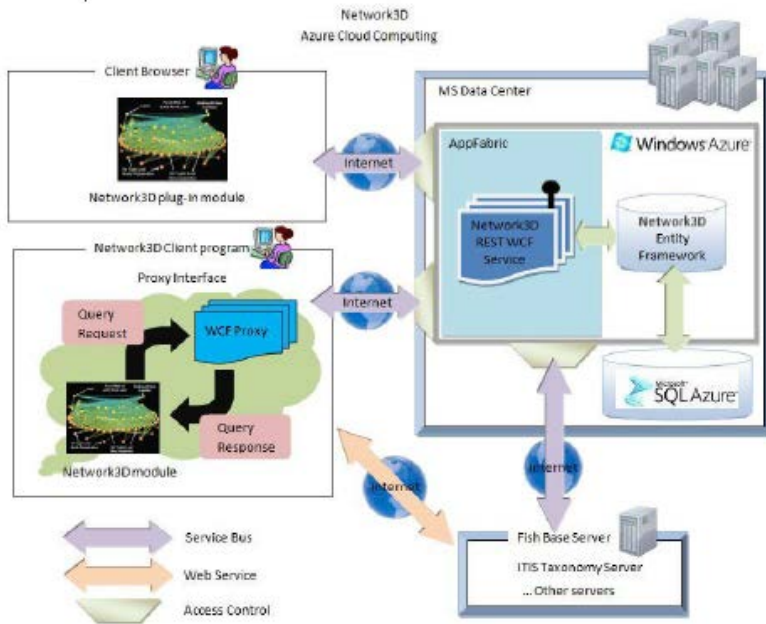 Network3D
Azure Cloud Computing
Client Browser
Network3D plug-in module
Internet
MS Data Center
AppFabric
Windows Azure
Network3D
REST WCF
Service
Network3D
Entity
Framework
Microsoft
SQL Azure
Network3D Client program
Proxy Interface
Query
Request
WCF Proxy
Query
Response
Network3D module
Internet
Internet
Internet
Service Bus
Web Service
Access Control
Fish Base Server
ITIS Taxonomy Server
... Other servers